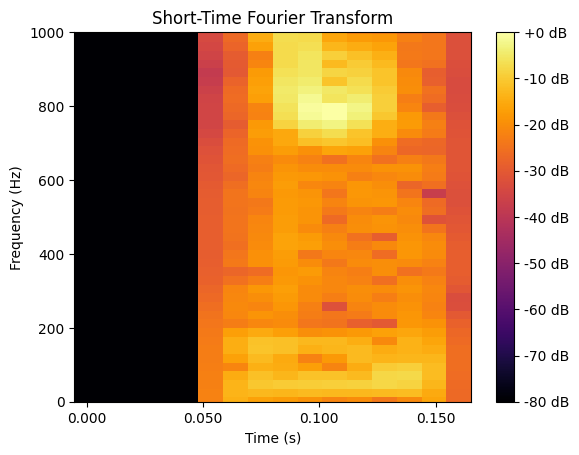 Short-Time Fourier Transform
Frequency (Hz)
1000
800
600
400
200
0
0.000
0.050
0.100
0.150
Time (s)
+0 dB
-10 dB
-20 dB
-30 dB
-40 dB
-50 dB
-60 dB
-70 dB
-80 dB